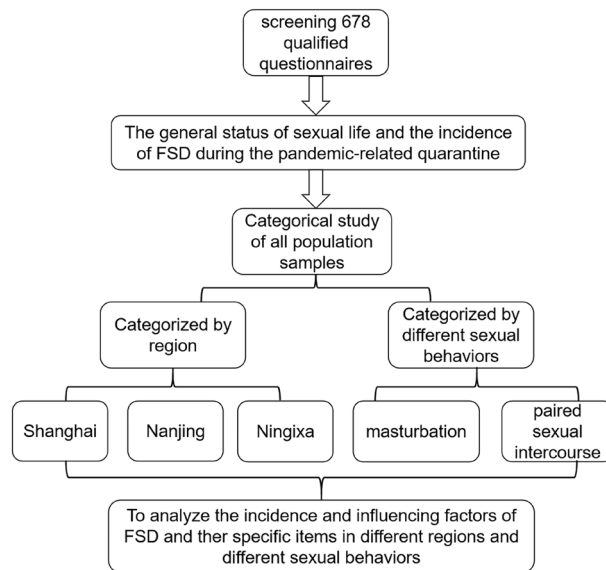 screening 678
qualified
questionnaires
The general status of sexual life and the incidence
of FSD during the pandemic-related quarantine
Categorical study
of all population
samples
Categorized by
region
Categorized by
different sexual
behaviors
Shanghai
Nanjing
Ningixa
masturbation
paired
sexual
intercourse
To analyze the incidence and influencing factors of
FSD and ther specific items in different regions and
different sexual behaviors